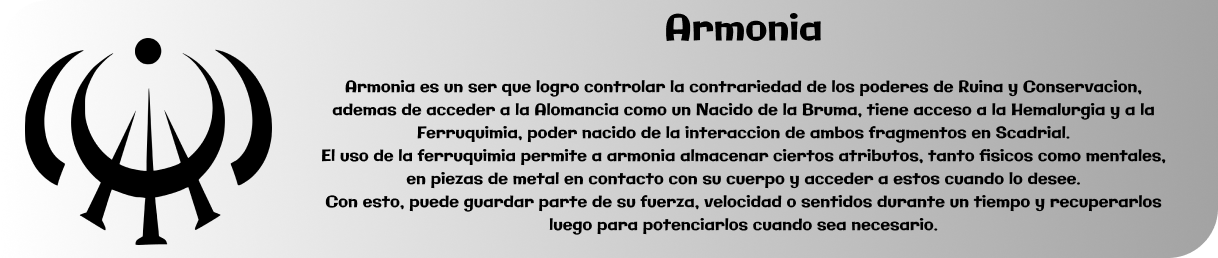 Armonia
Armonia es un ser que logro controlar la contrariedad de los poderes de Ruina y Conservacion,
ademas de acceder a la Alomancia como un Nacido de la Bruma, tiene acceso a la Hemalurgia y a la
Ferruquimia, poder nacido de la interaccion de ambos fragmentos en Scadrial.
El uso de la ferruquimia permite a armonia almacenar ciertos atributos, tanto fisicos como mentales,
en piezas de metal en contacto con su cuerpo y acceder a estos cuando lo desee.
Con esto, puede guardar parte de su fuerza, velocidad o sentidos durante un tiempo y recuperarlos
luego para potenciarlos cuando sea necesario.